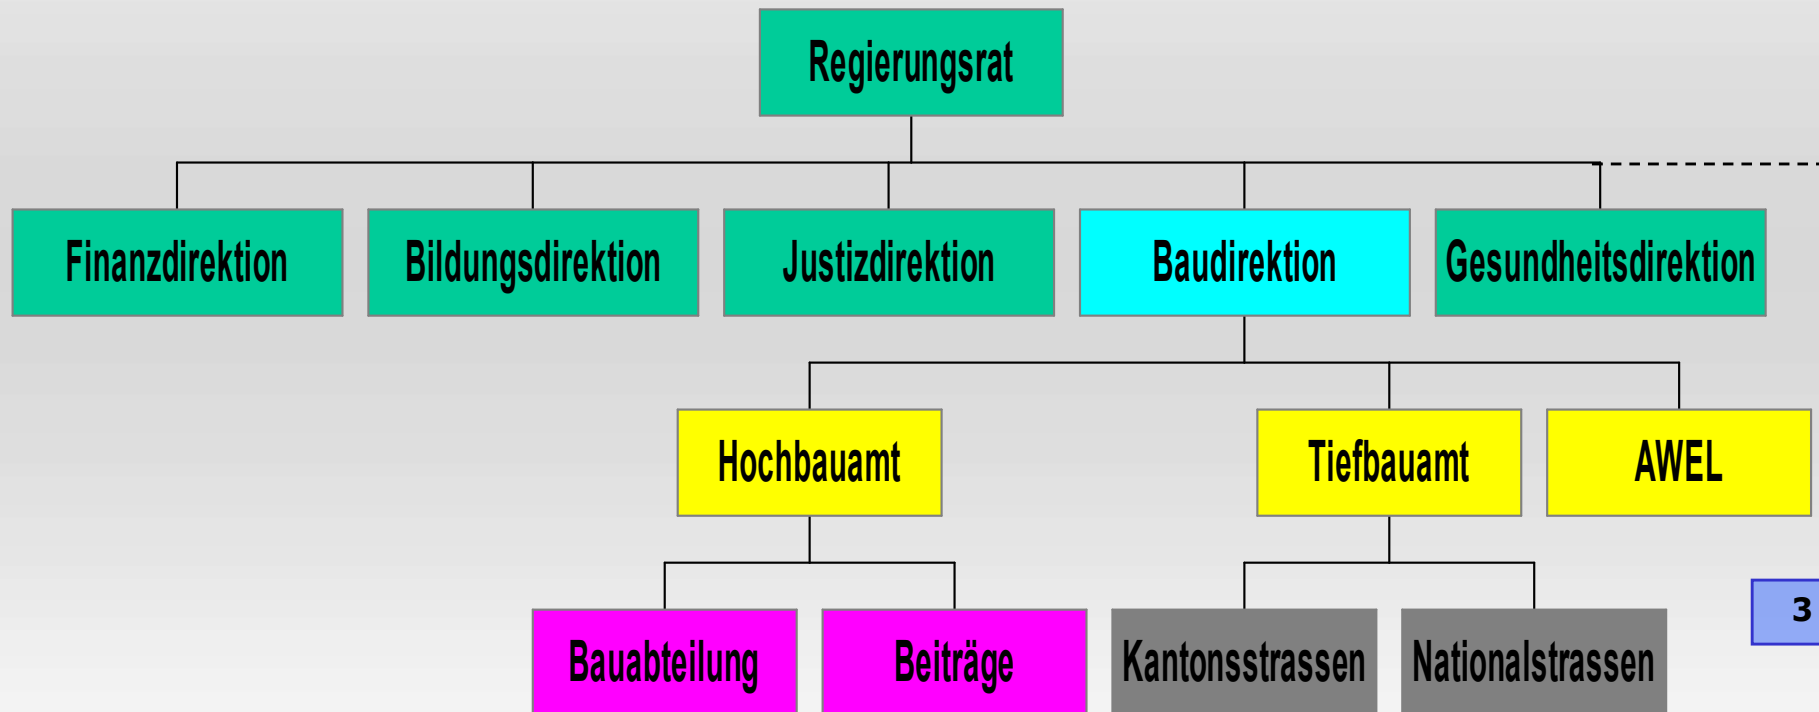 Regierungsrat
Finanzdirektion
Bildungsdirektion
Justizdirektion
Baudirektion
Gesundheitsdirektion
Hochbauamt
Tiefbauamt
AWEL
3
Bauabteilung
Beiträge
Kantonsstrassen
Nationalstrassen